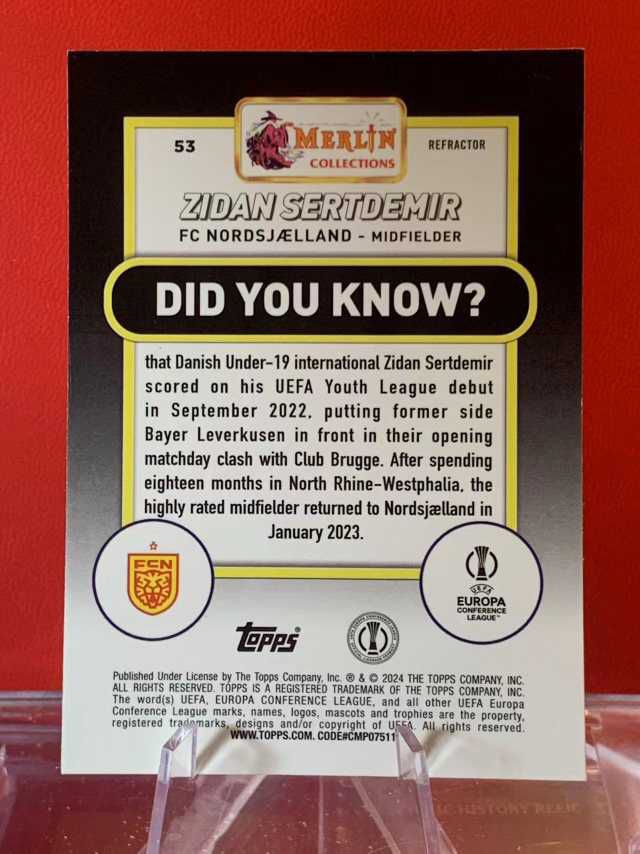 53
MERLIN
COLLECTIONS
REFRACTOR
ZIDAN SERTDEMIR
FC NORDSJÆLLAND - MIDFIELDER
DID YOU KNOW?
that Danish Under-19 international Zidan Sertdemir
scored on his UEFA Youth League debut
in September 2022, putting former side
Bayer Leverkusen in front in their opening
matchday clash with Club Brugge. After spending
eighteen months in North Rhine-Westphalia, the
highly rated midfielder returned to Nordsjælland in
January 2023.
FCN
UEFA
EUROPA
CONFERENCE
LEAGUE™
Topps®
Published Under License by The Topps Company, Inc. ® & © 2024 THE TOPPS COMPANY, INC.
ALL RIGHTS RESERVED. TOPPS IS A REGISTERED TRADEMARK OF THE TOPPS COMPANY, INC.
The word(s) UEFA, EUROPA CONFERENCE LEAGUE, and all other UEFA Europa
Conference League marks, names, logos, mascots and trophies are the property,
registered trademarks, designs and/or copyright of UEFA. All rights reserved.
WWW.TOPPS.COM. CODE#CMP07511
HISTORY RELIC